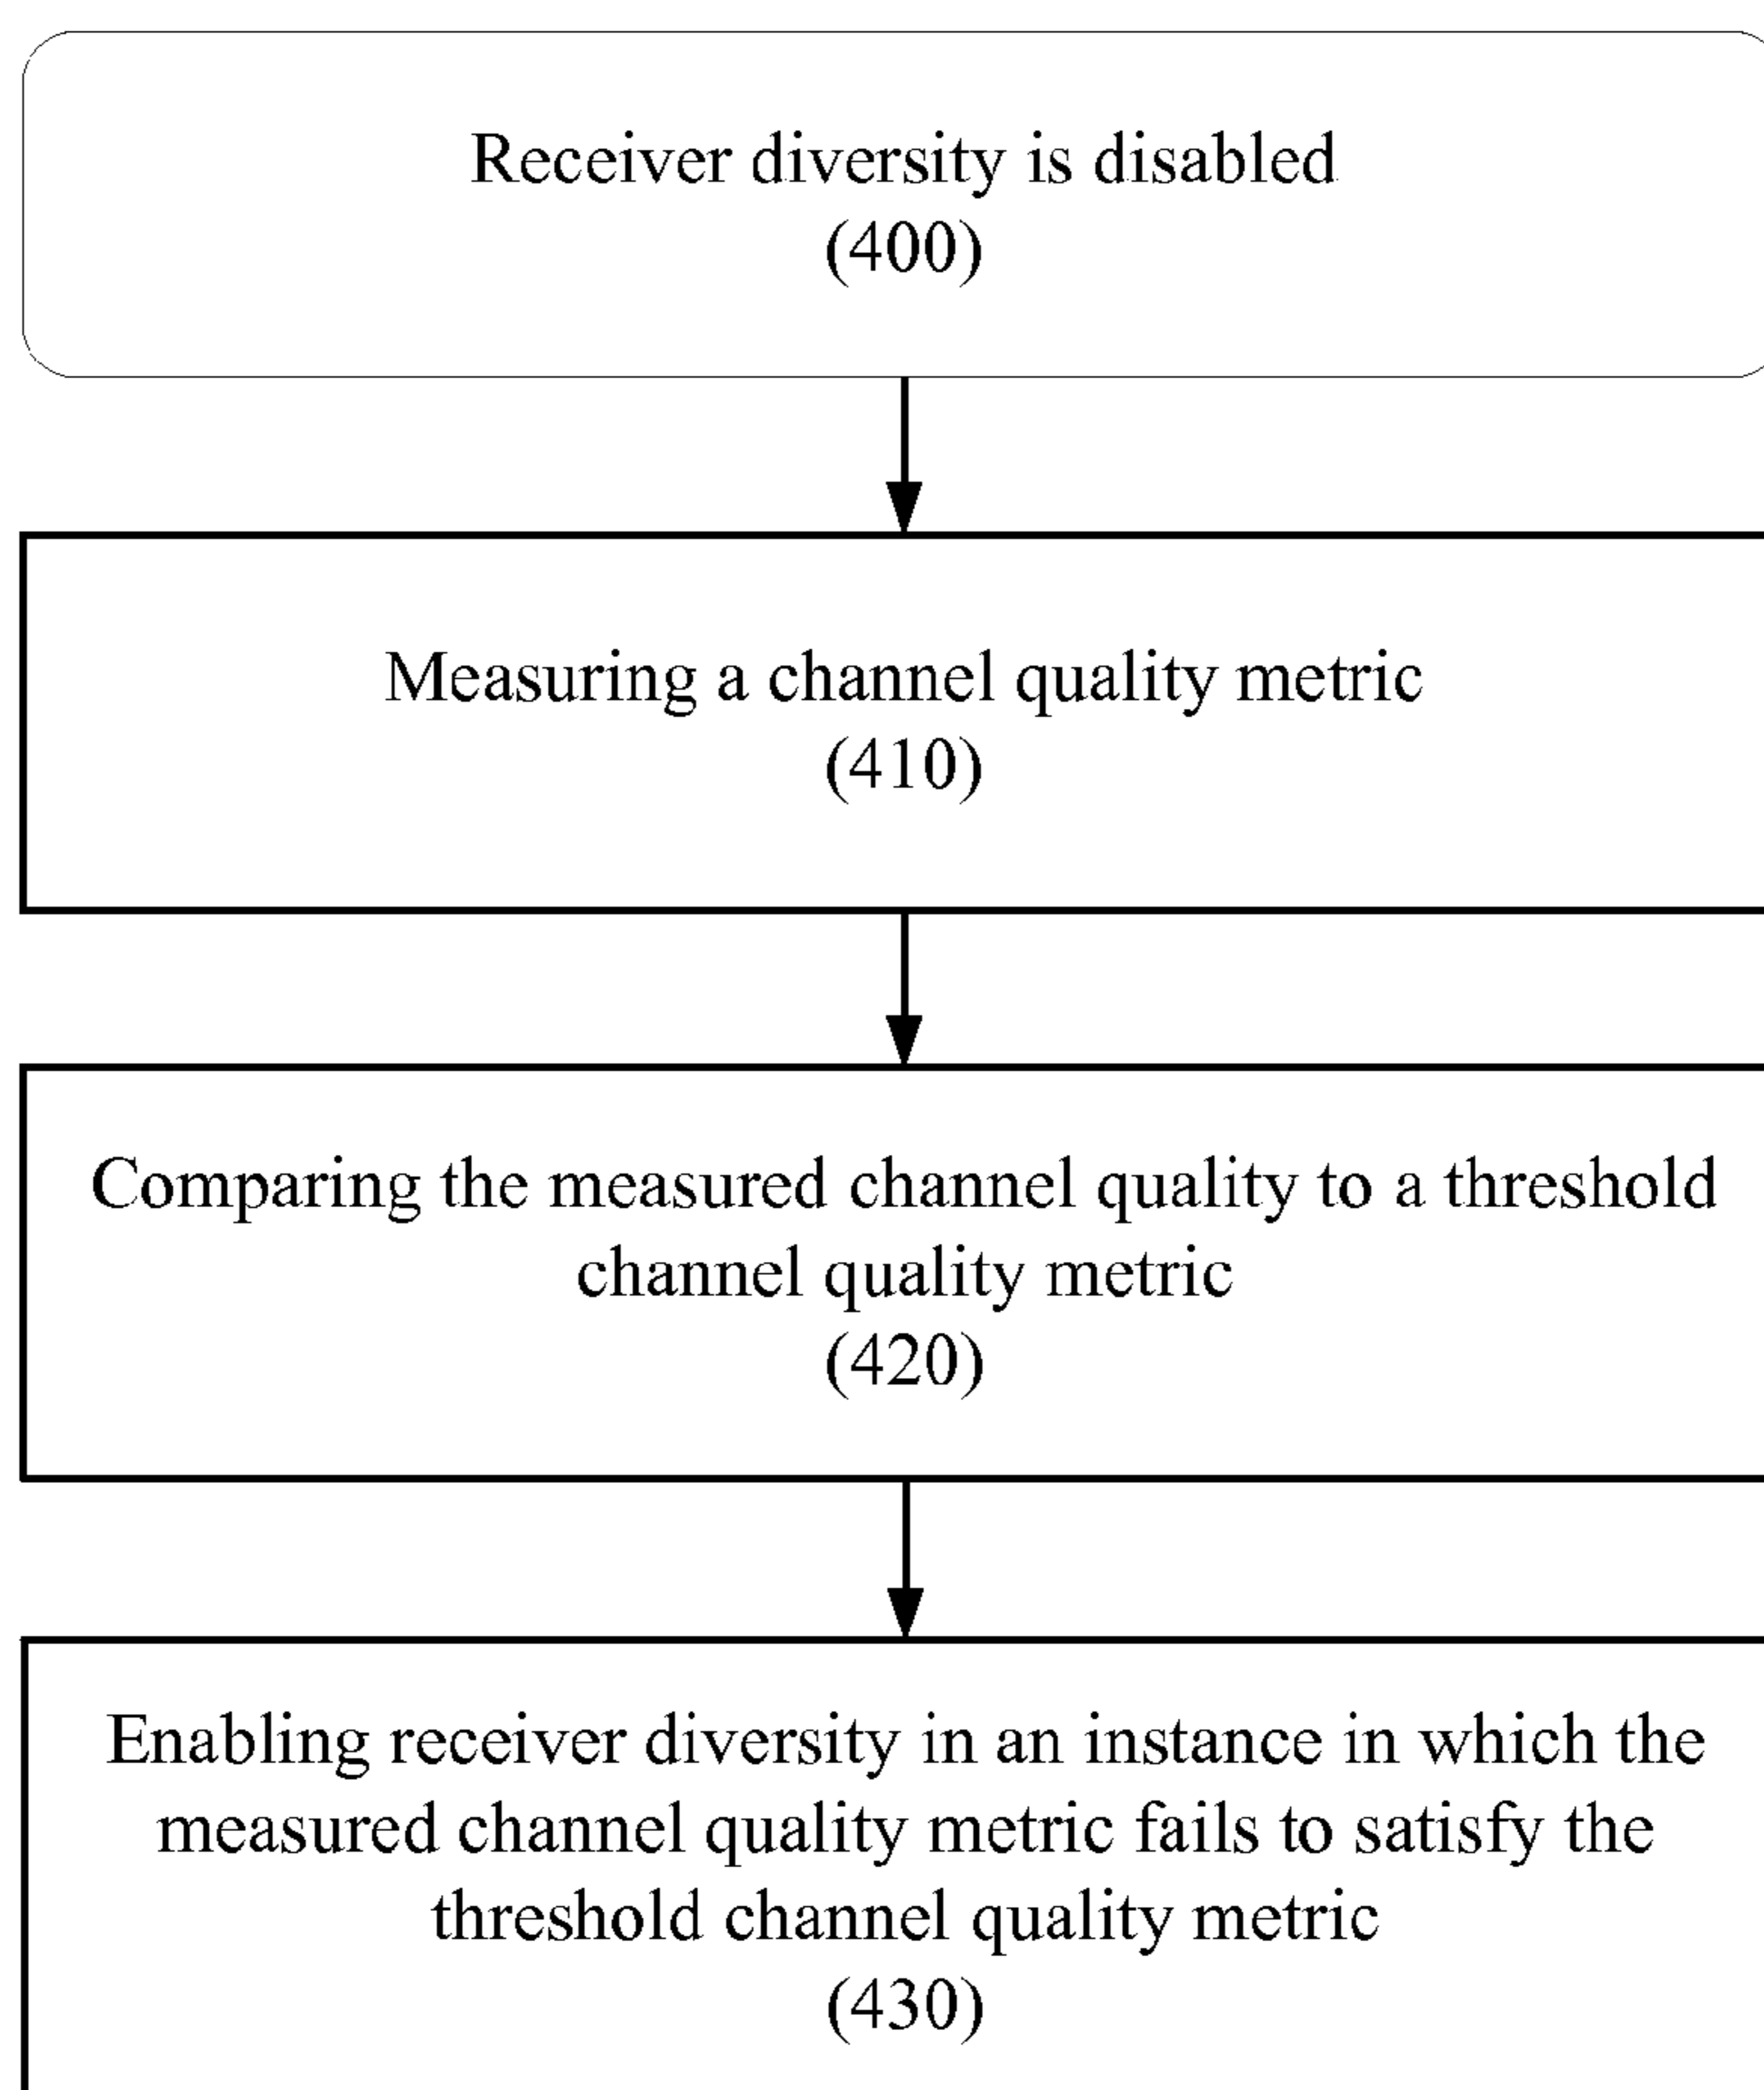 Receiver diversity is disabled
(400)
Measuring a channel quality metric
(410)
Comparing the measured channel quality to a threshold
channel quality metric
(420)
Enabling receiver diversity in an instance in which the
measured channel quality metric fails to satisfy the
threshold channel quality metric
(430)